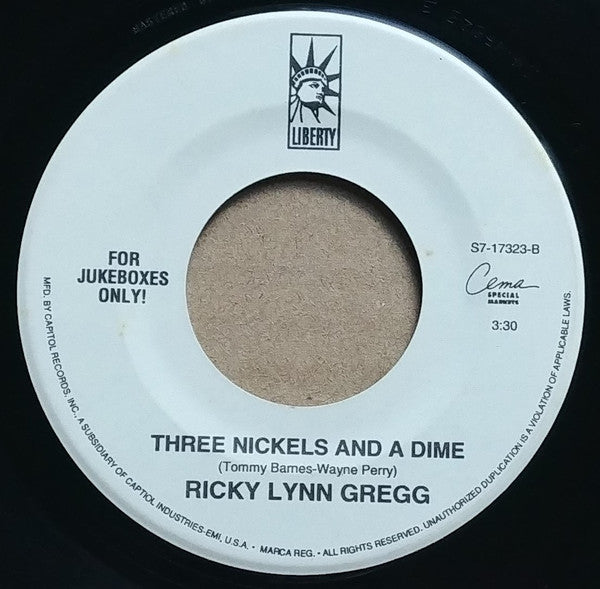 LIBERTY
FOR
JUKEBOXES
ONLY!
S7-17323-B
Cema
SPECIAL
MARKETS
3:30
THREE NICKELS AND A DIME
(Tommy Barnes-Wayne Perry)
RICKY LYNN GREGG
MFD. BY CAPITOL RECORDS, INC., A SUBSIDIARY OF CAPTIOL INDUSTRIES-EMI, U.S.A. • MARCA REG. • ALL RIGHTS RESERVED. UNAUTHORIZED DUPLICATION IS A VIOLATION OF APPLICABLE LAWS.